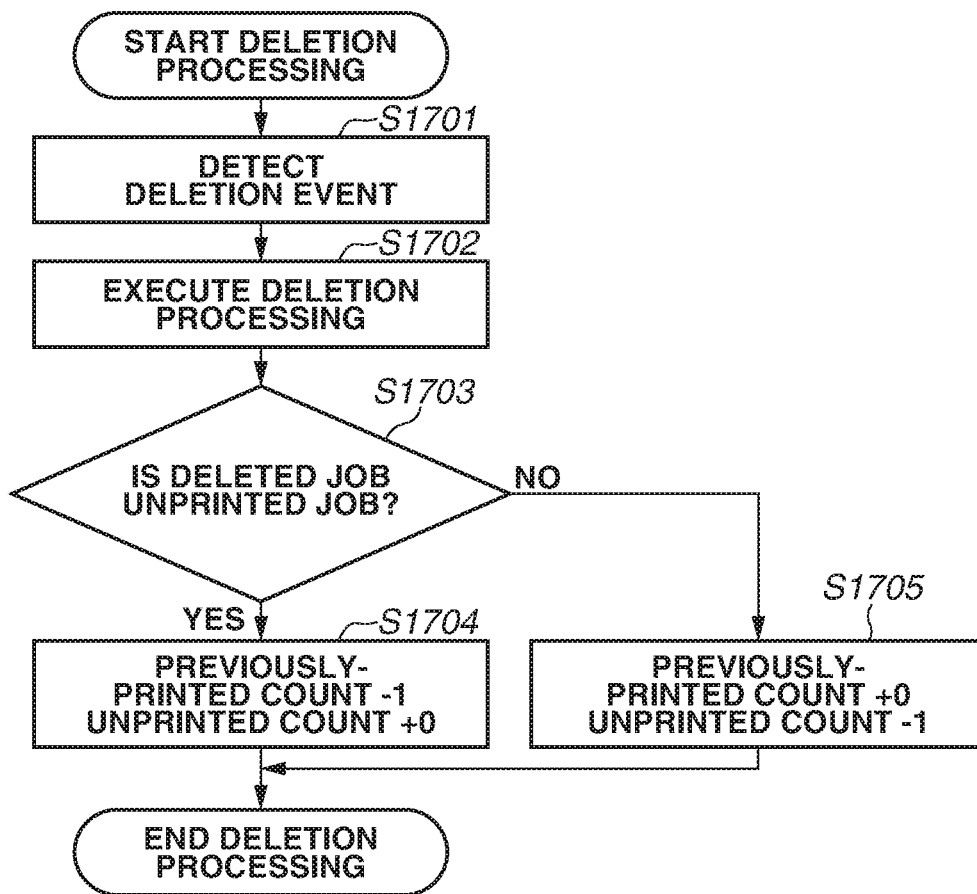 START DELETION
PROCESSING
S1701
DETECT
DELETION EVENT
S1702
EXECUTE DELETION
PROCESSING
S1703
IS DELETED JOB
UNPRINTED JOB?
NO
YES
S1704
PREVIOUSLY-
PRINTED COUNT -1
UNPRINTED COUNT +0
S1705
PREVIOUSLY-
PRINTED COUNT +0
UNPRINTED COUNT -1
END DELETION
PROCESSING